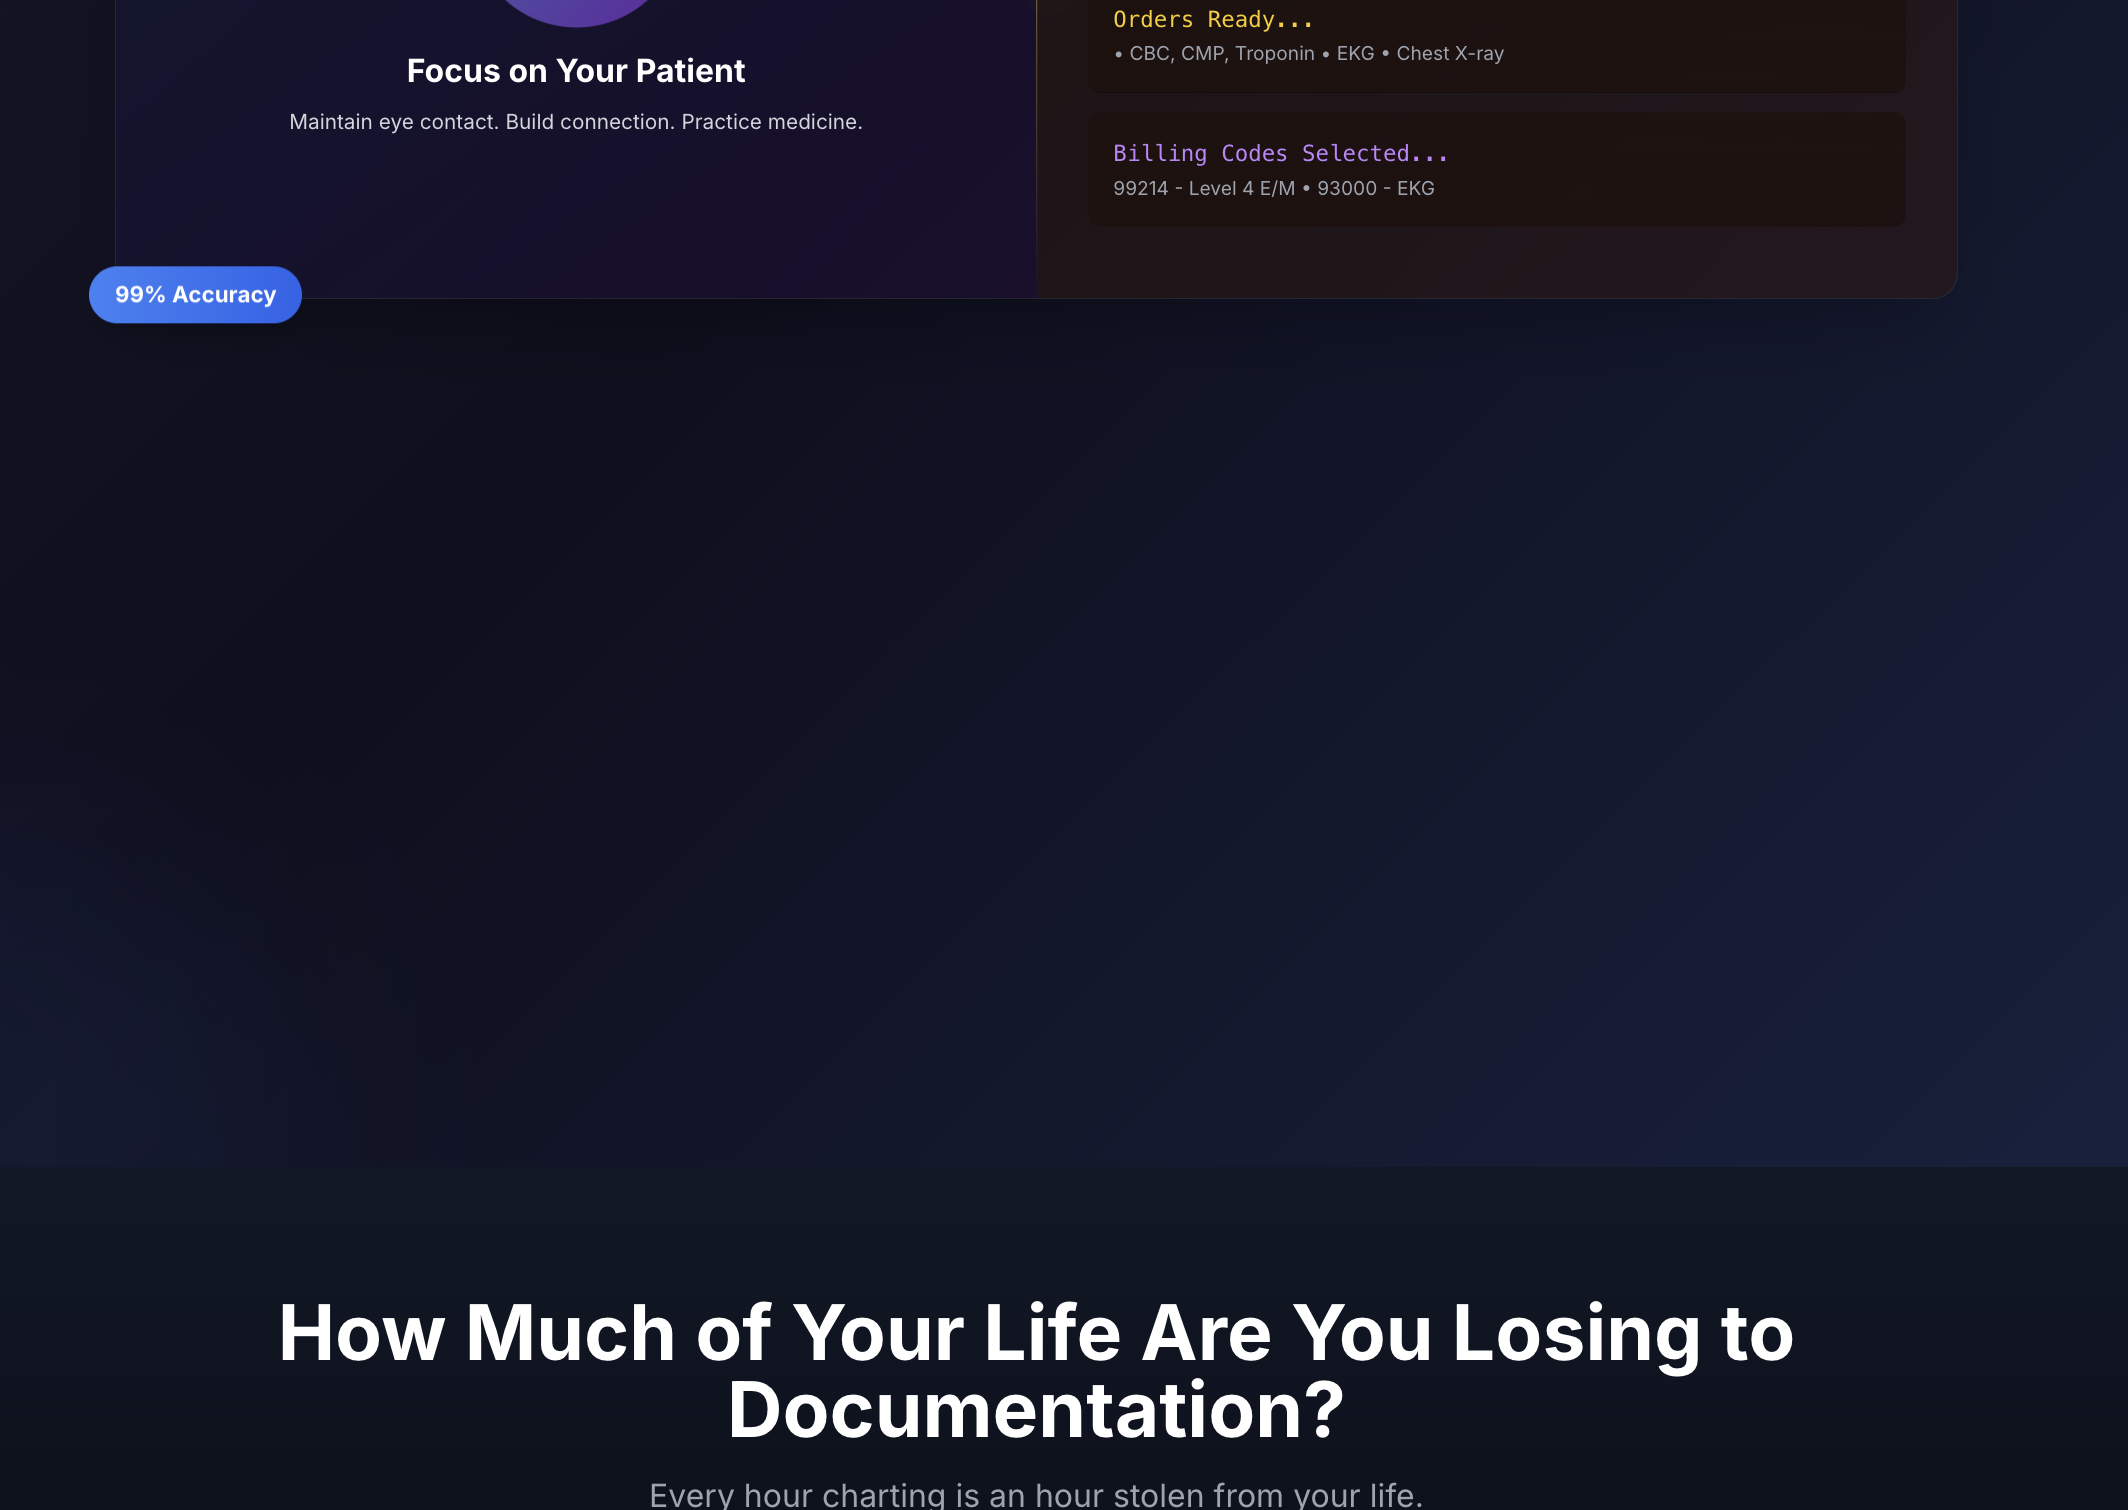 Focus on Your Patient
Maintain eye contact. Build connection. Practice medicine.
Orders Ready...
• CBC, CMP, Troponin • EKG • Chest X-ray
Billing Codes Selected...
99214 - Level 4 E/M • 93000 - EKG
99% Accuracy
How Much of Your Life Are You Losing to
Documentation?
Every hour charting is an hour stolen from your life.